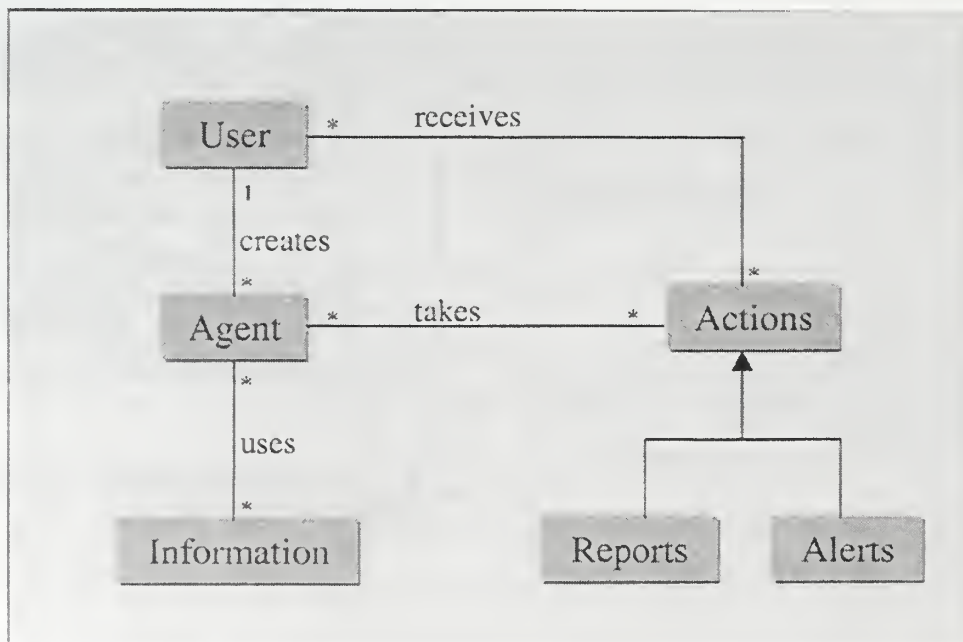 User
* receives
1
creates
*
*
Agent
* takes *
Actions
*
uses
*
Information
Reports
Alerts